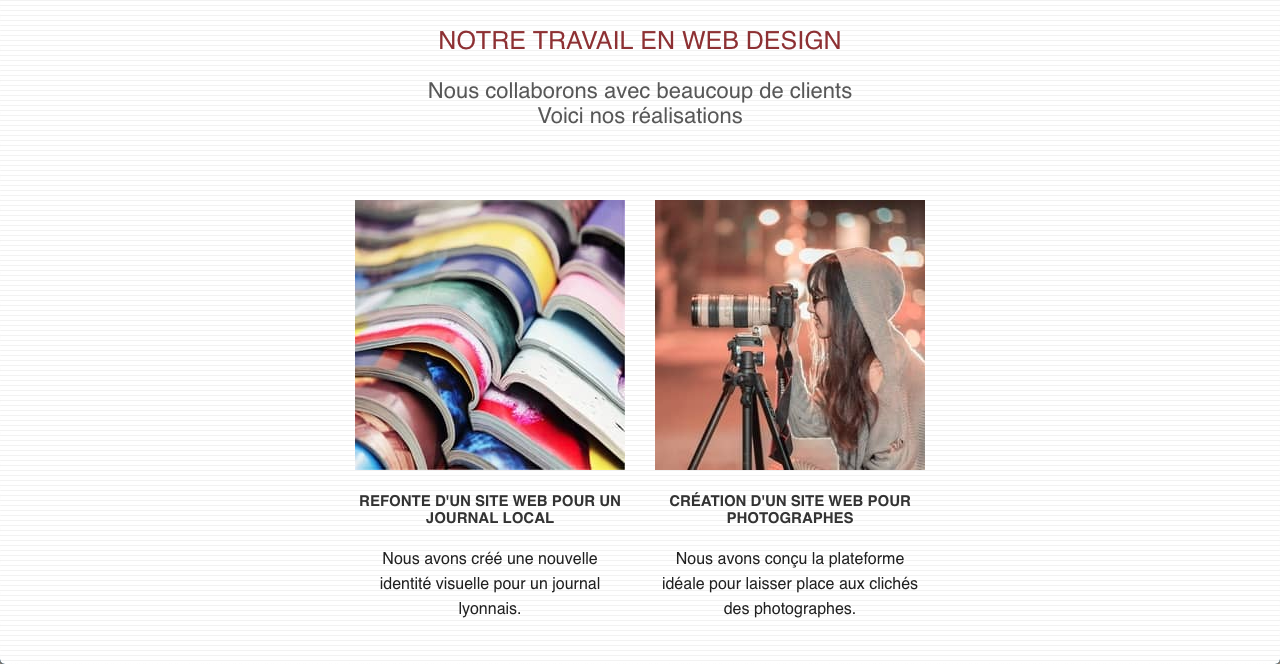 NOTRE TRAVAIL EN WEB DESIGN
Nous collaborons avec beaucoup de clients
Voici nos réalisations
REFONTE D'UN SITE WEB POUR UN
JOURNAL LOCAL
Nous avons créé une nouvelle
identité visuelle pour un journal
lyonnais.
CRÉATION D'UN SITE WEB POUR
PHOTOGRAPHES
Nous avons conçu la plateforme
idéale pour laisser place aux clichés
des photographes.